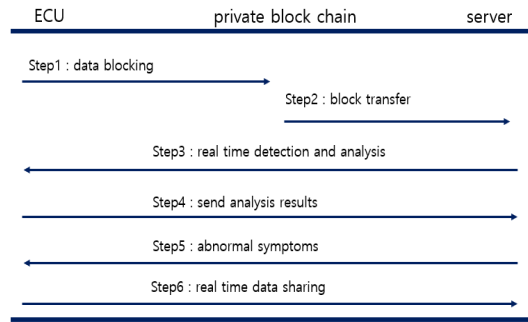 ECU private block chain server
Step1 : data blocking
Step2 : block transfer
Step3 : real time detection and analysis
Step4 : send analysis results
Step5 : abnormal symptoms
Step6 : real time data sharing